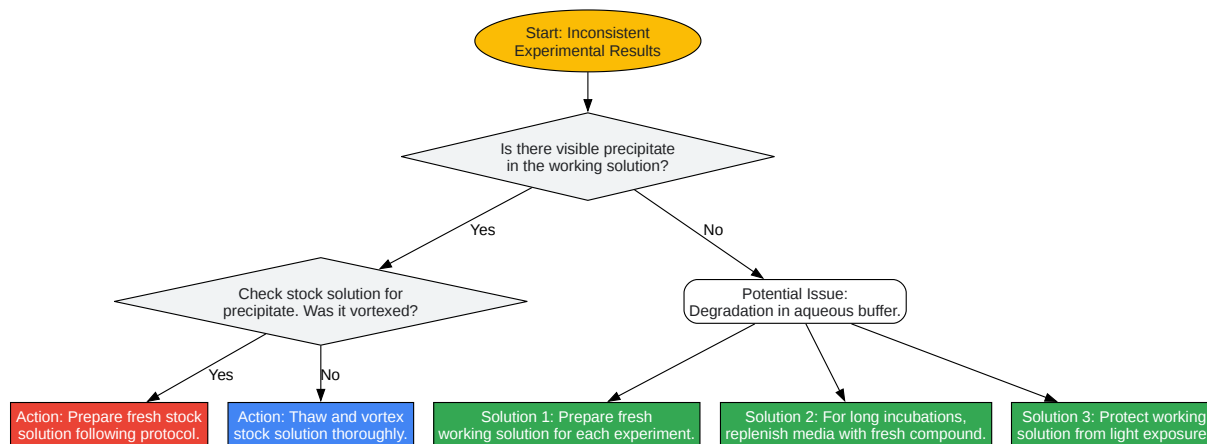 Start: Inconsistent
Experimental Results
Is there visible precipitate
in the working solution?
Yes
No
Check stock solution for
precipitate. Was it vortexed?
Potential Issue:
Degradation in aqueous buffer.
Yes
No
Action: Prepare fresh stock
solution following protocol.
Action: Thaw and vortex
stock solution thoroughly.
Solution 1: Prepare fresh
working solution for each experiment.
Solution 2: For long incubations,
replenish media with fresh compound.
Solution 3: Protect working
solution from light exposure